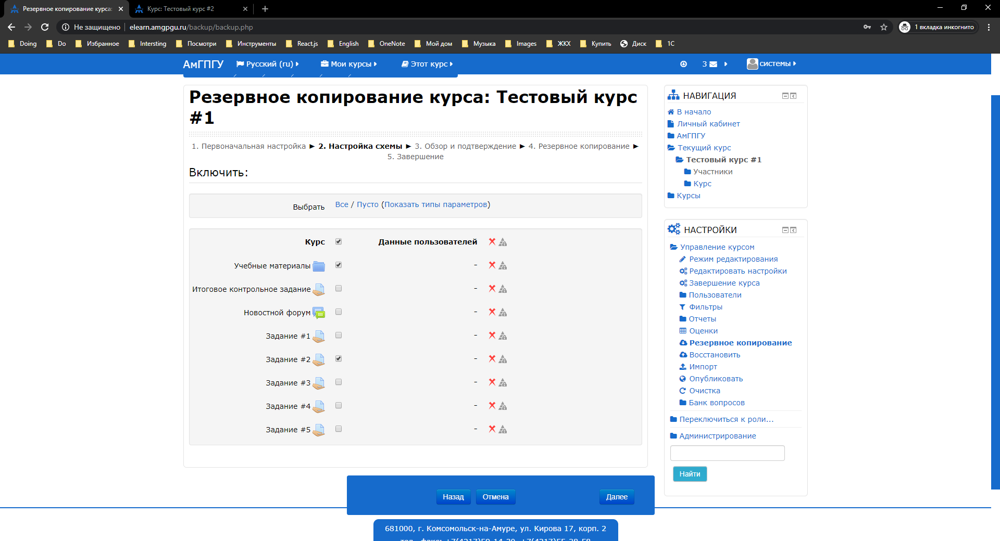 Резервное копирование курса:
Курс: Тестовый курс #2
Не защищено
elearn.amgpgu.ru/backup/backup.php
1 вкладка инкогнито
Doing
Do
Избранное
Intersting
Посмотри
Инструменты
React.js
English
OneNote
Мой дом
Музыка
Images
ЖКХ
Купить
Диск
1С
АмГПГУ
Русский (ru)
Мои курсы
Этот курс
3
системы
Резервное копирование курса: Тестовый курс
#1
1. Первоначальная настройка ► 2. Настройка схемы ► 3. Обзор и подтверждение ► 4. Резервное копирование ►
5. Завершение
Включить:
Выбрать Все / Пусто (Показать типы параметров)
Курс Данные пользователей
Учебные материалы -
Итоговое контрольное задание -
Новостной форум -
Задание #1 -
Задание #2 -
Задание #3 -
Задание #4 -
Задание #5 -
Назад Отмена Далее
НАВИГАЦИЯ
В начало
Личный кабинет
АмГПГУ
Текущий курс
Тестовый курс #1
Участники
Курс
Курсы
НАСТРОЙКИ
Управление курсом
Режим редактирования
Редактировать настройки
Завершение курса
Пользователи
Фильтры
Отчеты
Оценки
Резервное копирование
Восстановить
Импорт
Опубликовать
Очистка
Банк вопросов
Переключиться к роли...
Администрирование
Найти
681000, г. Комсомольск-на-Амуре, ул. Кирова 17, корп. 2